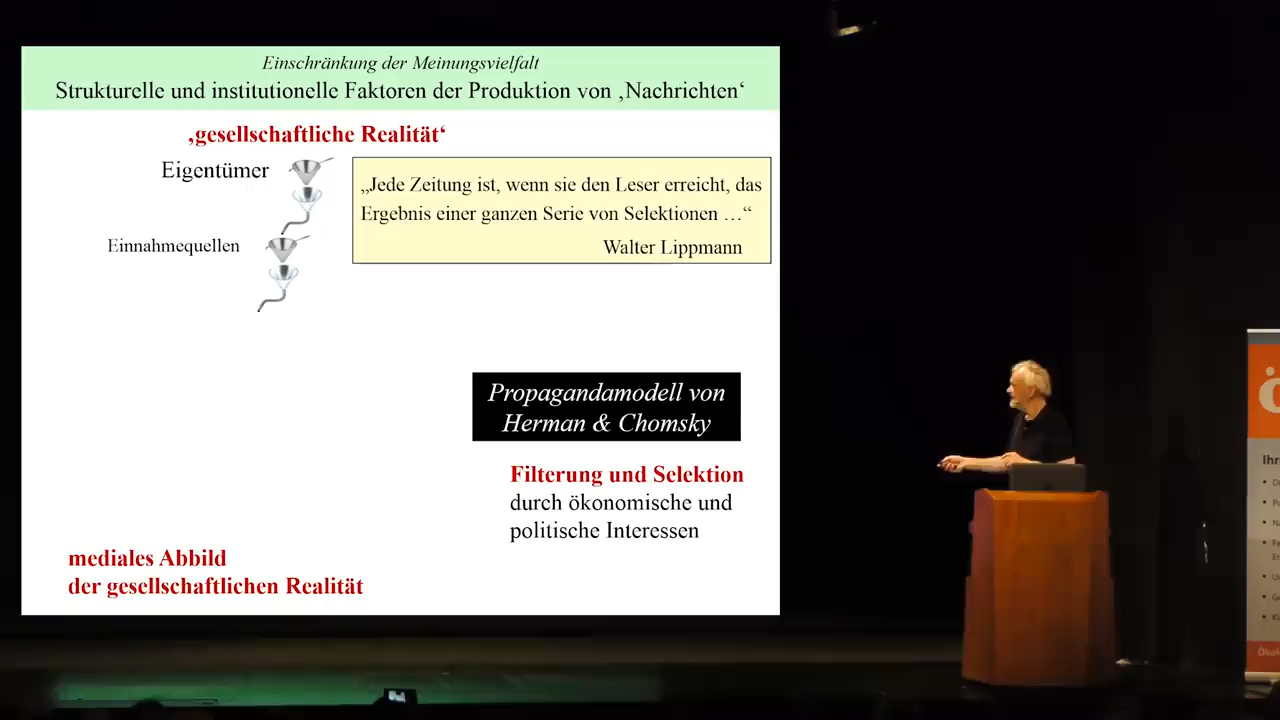 Einschränkung der Meinungsvielfalt
Strukturelle und institutionelle Faktoren der Produktion von ‚Nachrichten‘
‚gesellschaftliche Realität‘
Eigentümer
„Jede Zeitung ist, wenn sie den Leser erreicht, das
Ergebnis einer ganzen Serie von Selektionen …“
Walter Lippmann
Einnahmequellen
Propagandamodell von
Herman & Chomsky
Filterung und Selektion
durch ökonomische und
politische Interessen
mediales Abbild
der gesellschaftlichen Realität
Ihr